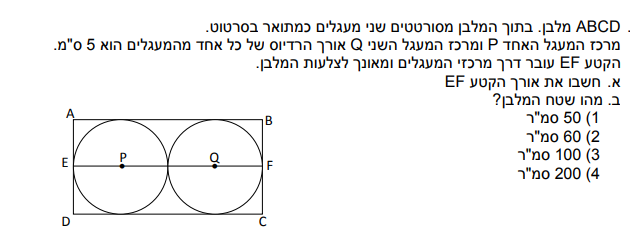 ABCD מלבן. בתוך המלבן מסורטטים שני מעגלים כמתואר בסרטוט.
מרכז המעגל האחד P ומרכז המעגל השני Q אורך הרדיוס של כל אחד מהמעגלים הוא 5 ס"מ.
הקטע EF עובר דרך מרכזי המעגלים ומאונך לצלעות המלבן.
א. חשבו את אורך הקטע EF
ב. מהו שטח המלבן?
1) 50 סמ"ר
2) 60 סמ"ר
3) 100 סמ"ר
4) 200 סמ"ר
A B
E P Q F
D C